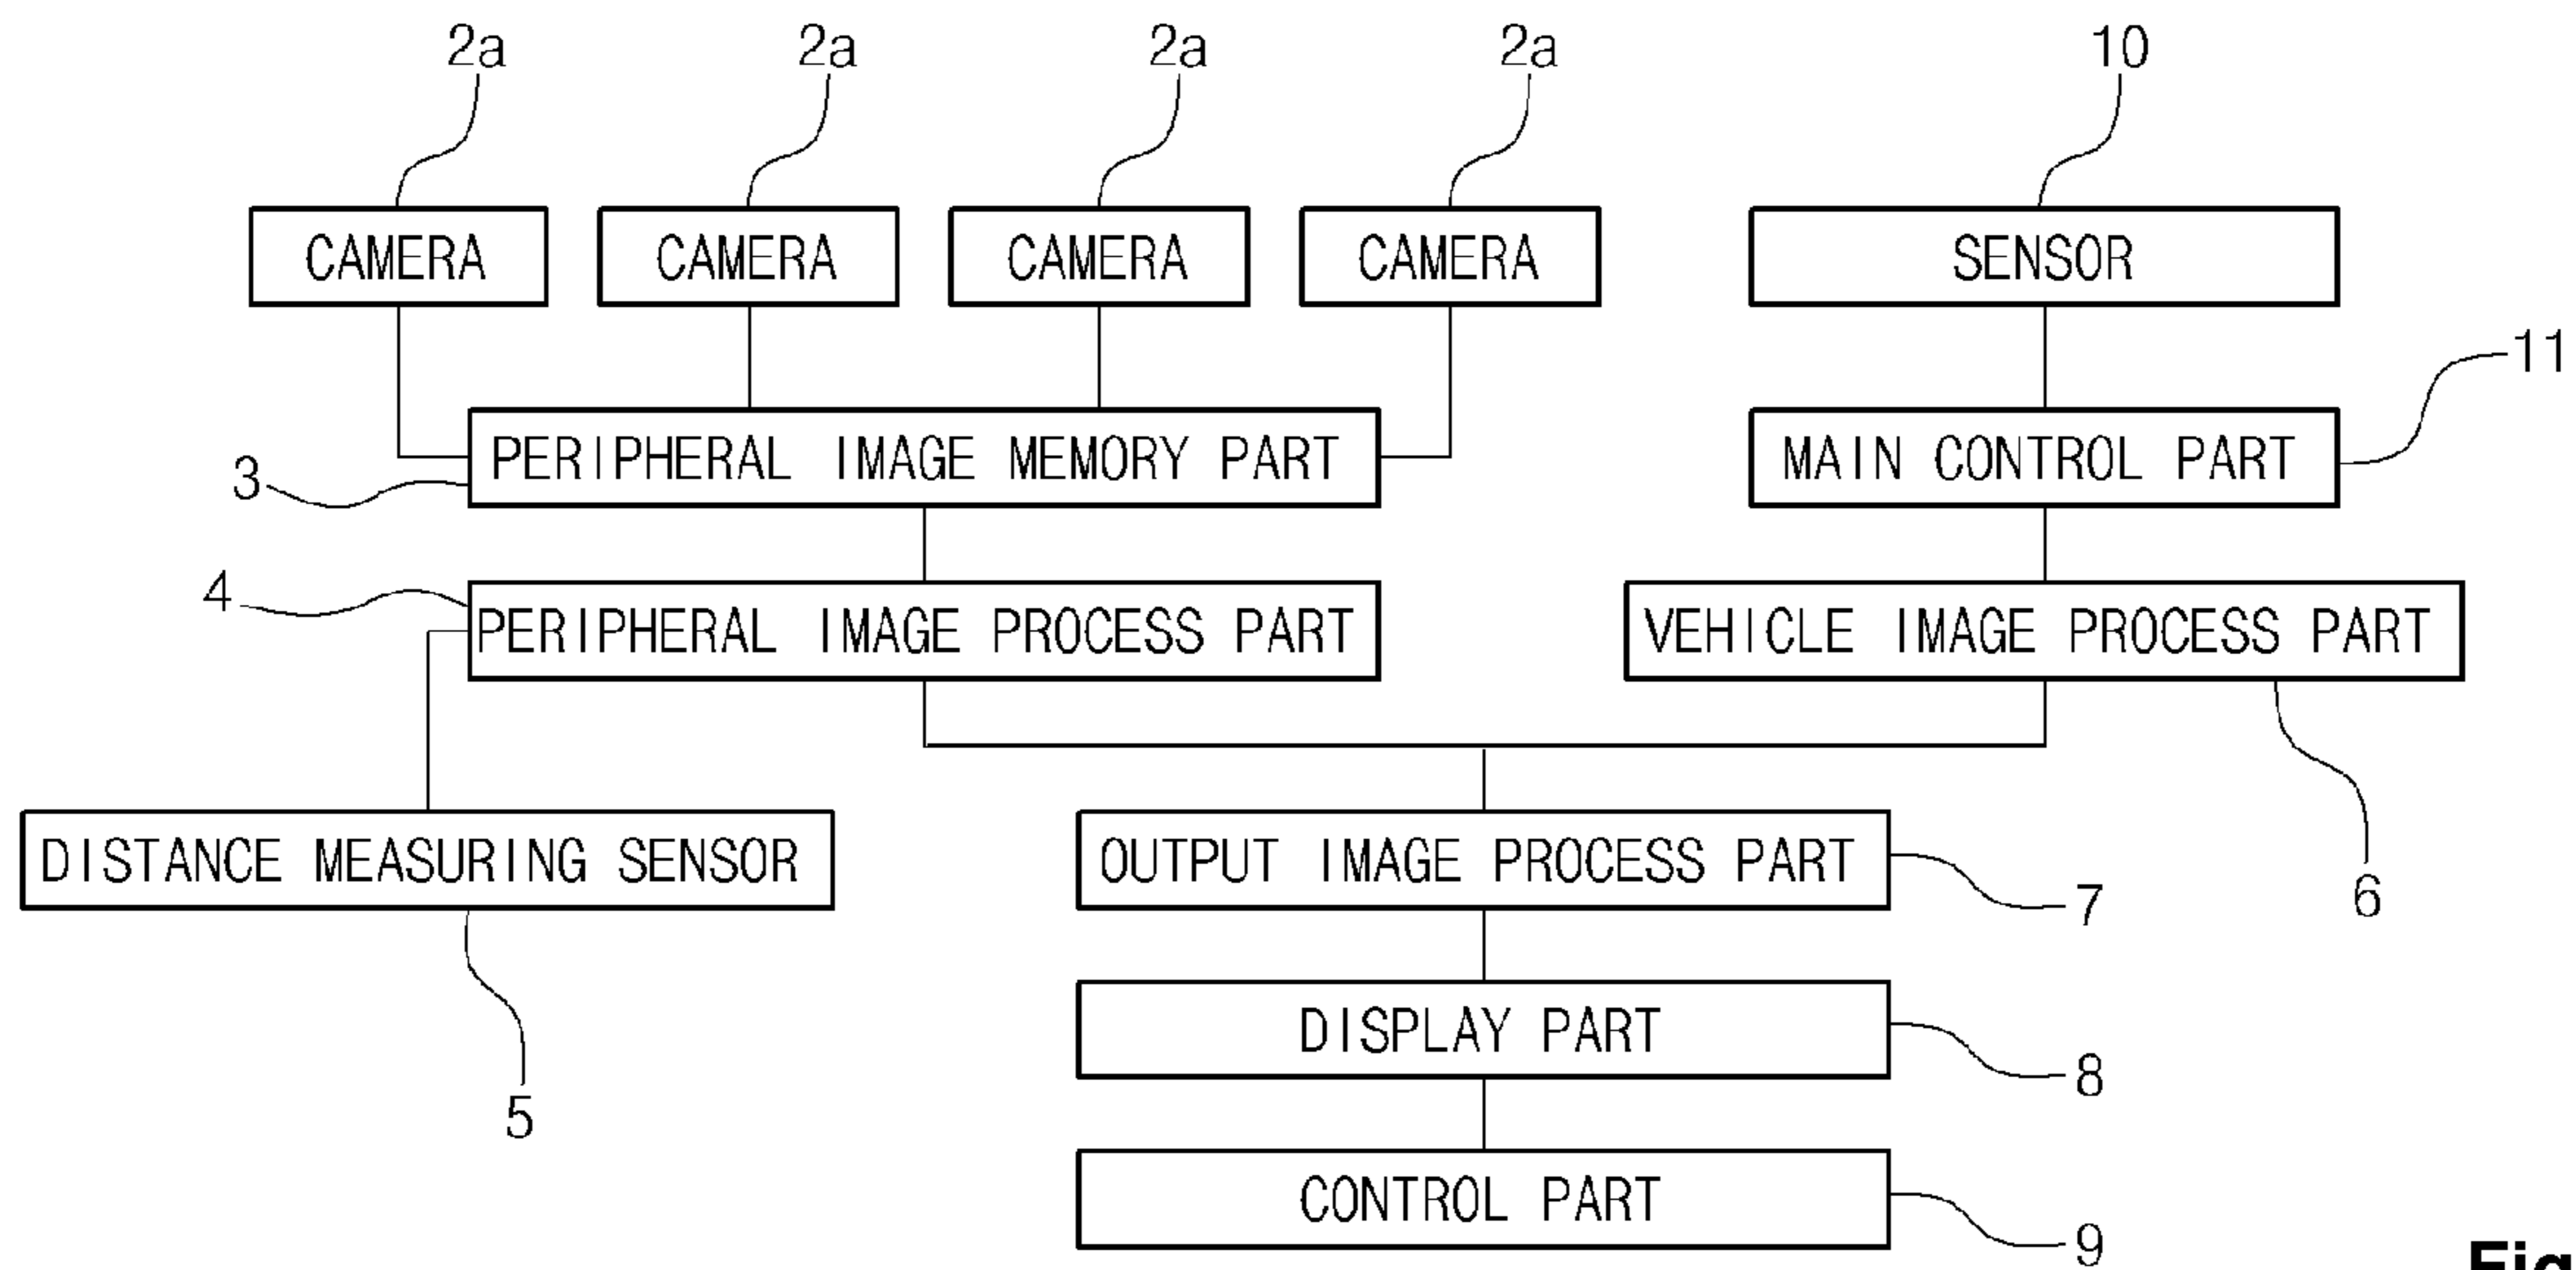 2a 2a 2a 2a 10
CAMERA CAMERA CAMERA CAMERA SENSOR
11
3 PERIPHERAL IMAGE MEMORY PART MAIN CONTROL PART
4 PERIPHERAL IMAGE PROCESS PART VEHICLE IMAGE PROCESS PART
DISTANCE MEASURING SENSOR OUTPUT IMAGE PROCESS PART 7 6
DISPLAY PART 8
5
CONTROL PART 9
Fig